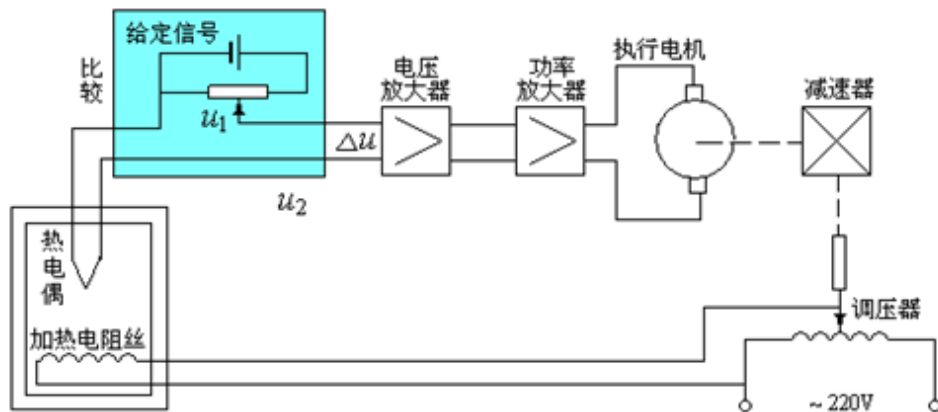 给定信号
比较
u1
△u
u2
电压
放大器
功率
放大器
执行电机
减速器
热电偶
加热电阻丝
调压器
~220V